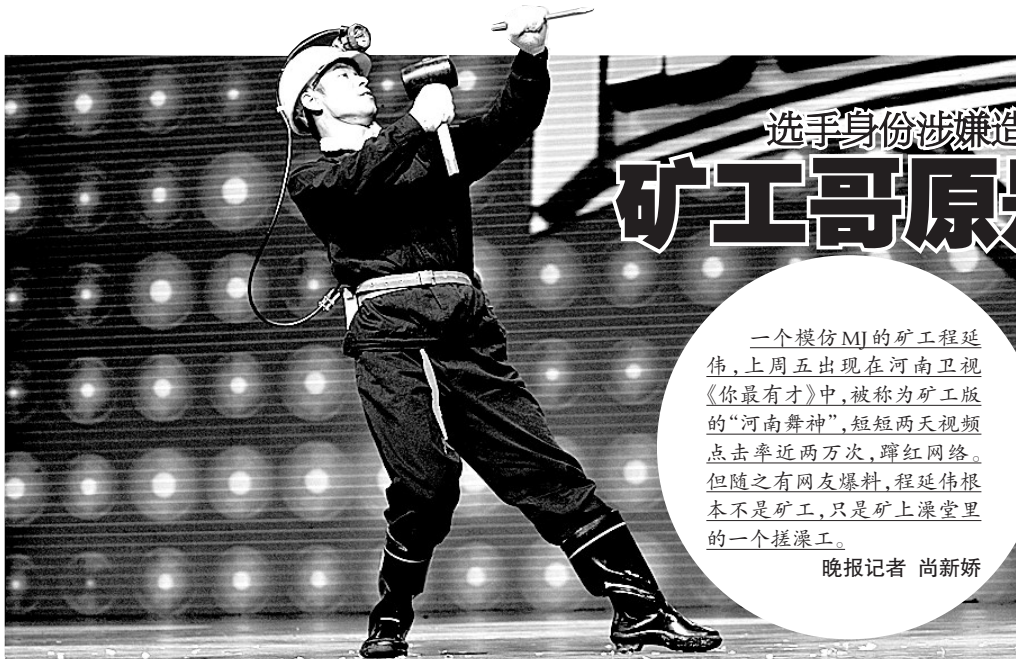 选手身份涉嫌造
矿工哥原
一个模仿MJ的矿工程延
伟,上周五出现在河南卫视
《你最有才》中,被称为矿工版
的“河南舞神”,短短两天视频
点击率近两万次,蹿红网络。
但随之有网友爆料,程延伟根
本不是矿工,只是矿上澡堂里
的一个搓澡工。
晚报记者 尚新娇